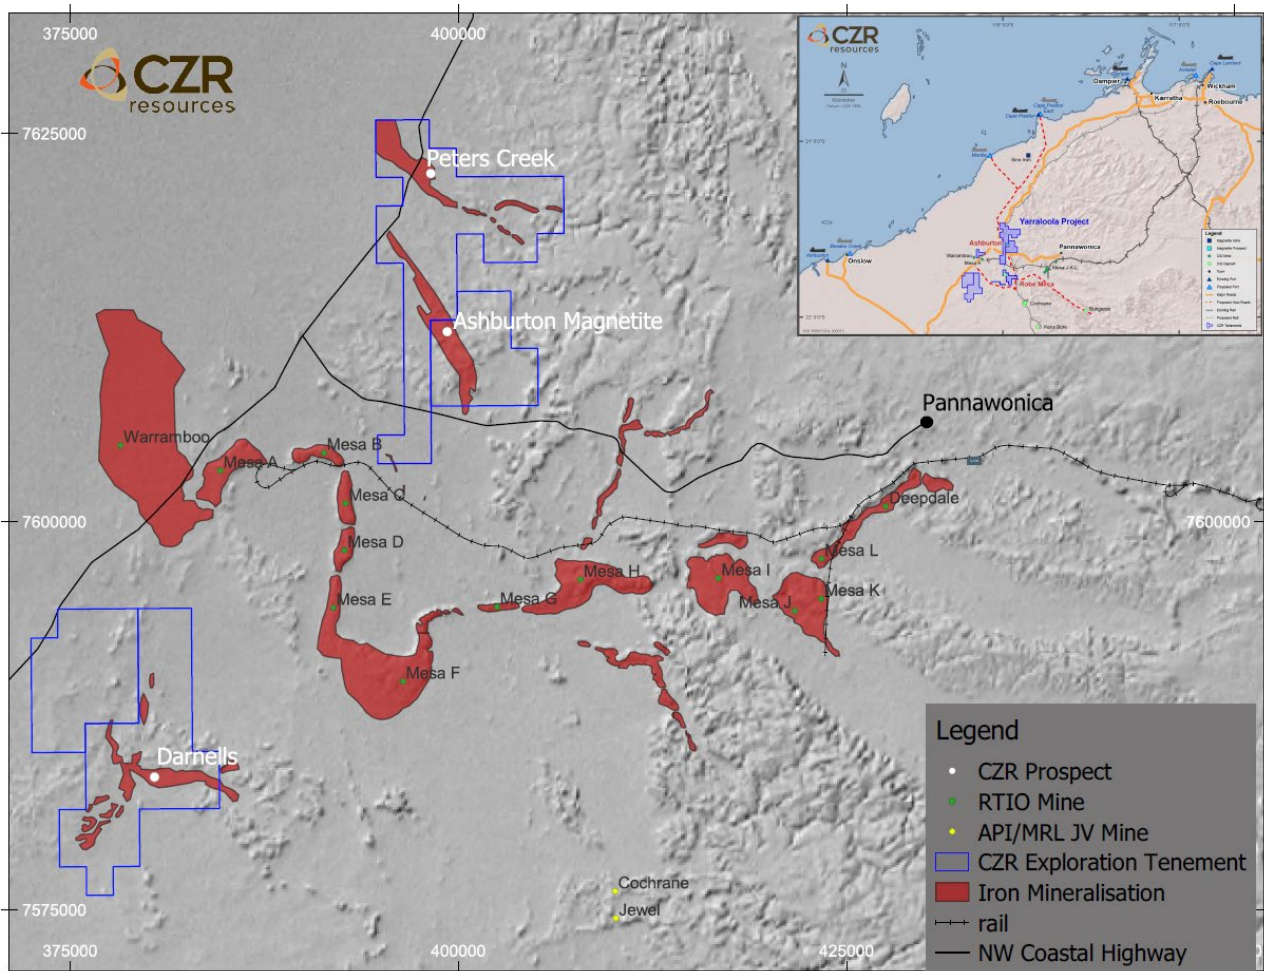 375000
400000
CZR
resources
7625000
Peters Creek
Ashburton Magnetite
Pannawonica
Warramboo
Mesa A
Mesa B
Mesa C
Mesa D
Mesa E
Mesa F
Mesa G
Mesa H
Mesa I
Mesa J
Mesa K
Mesa L
Deepdale
7600000
7600000
Darnells
Cochrane
Jewel
7575000
375000
400000
425000
Legend
CZR Prospect
RTIO Mine
API/MRL JV Mine
CZR Exploration Tenement
Iron Mineralisation
rail
NW Coastal Highway
CZR
resources
N
Dampier
Karratha
Wickham
Roebourne
Yarraloola Project
Ashburton
Pannawonica
Warramboo
Robe Mesa
Onslow
Legend